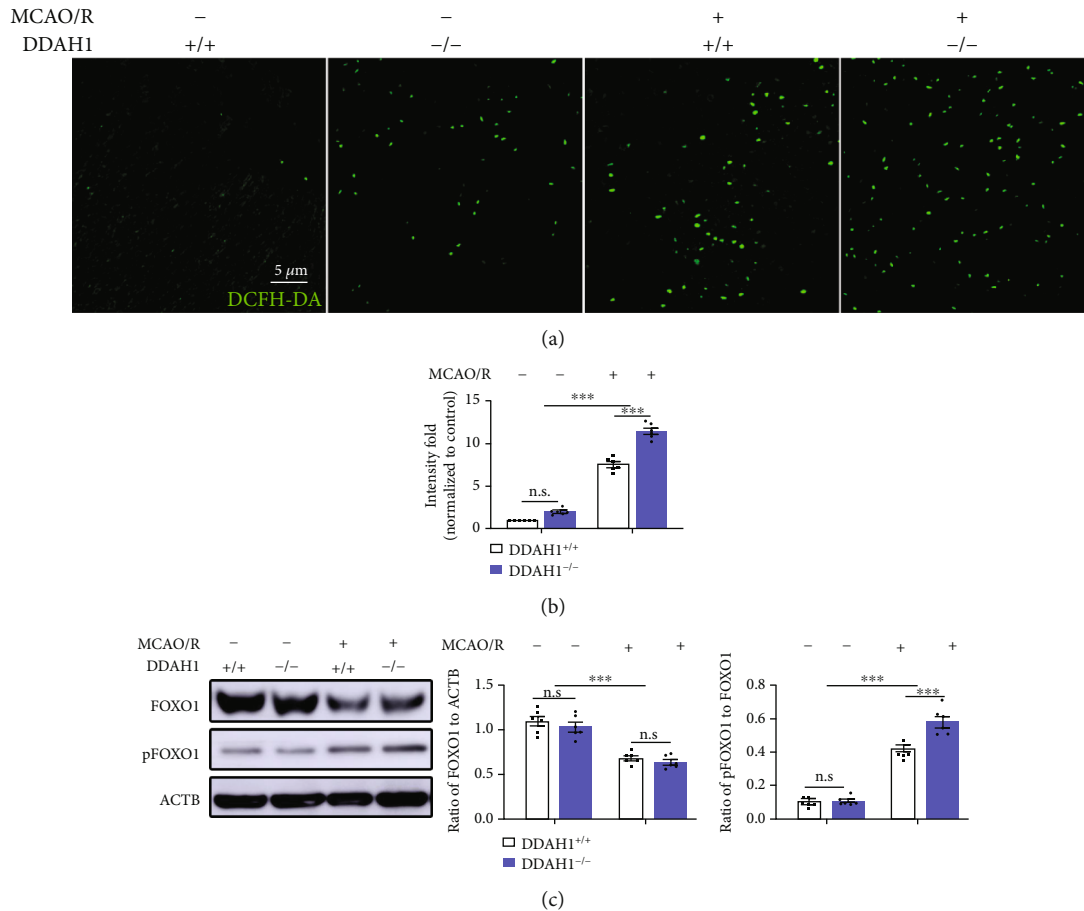 MCAO/R − − + +
DDAH1 +/+ −/− +/+ −/−
5 μm
DCFH-DA
(a)
MCAO/R − − + +
Intensity fold
(normalized to control)
15
10
5
0
n.s.
***
***
DDAH1+/+
DDAH1−/−
(b)
MCAO/R − − + +
DDAH1 +/+ −/− +/+ −/−
FOXO1
pFOXO1
ACTB
MCAO/R − − + +
Ratio of FOXO1 to ACTB
1.5
1.0
0.5
0.0
n.s
***
n.s
DDAH1+/+
DDAH1−/−
− − + +
Ratio of pFOXO1 to FOXO1
0.8
0.6
0.4
0.2
0.0
n.s
***
***
(c)